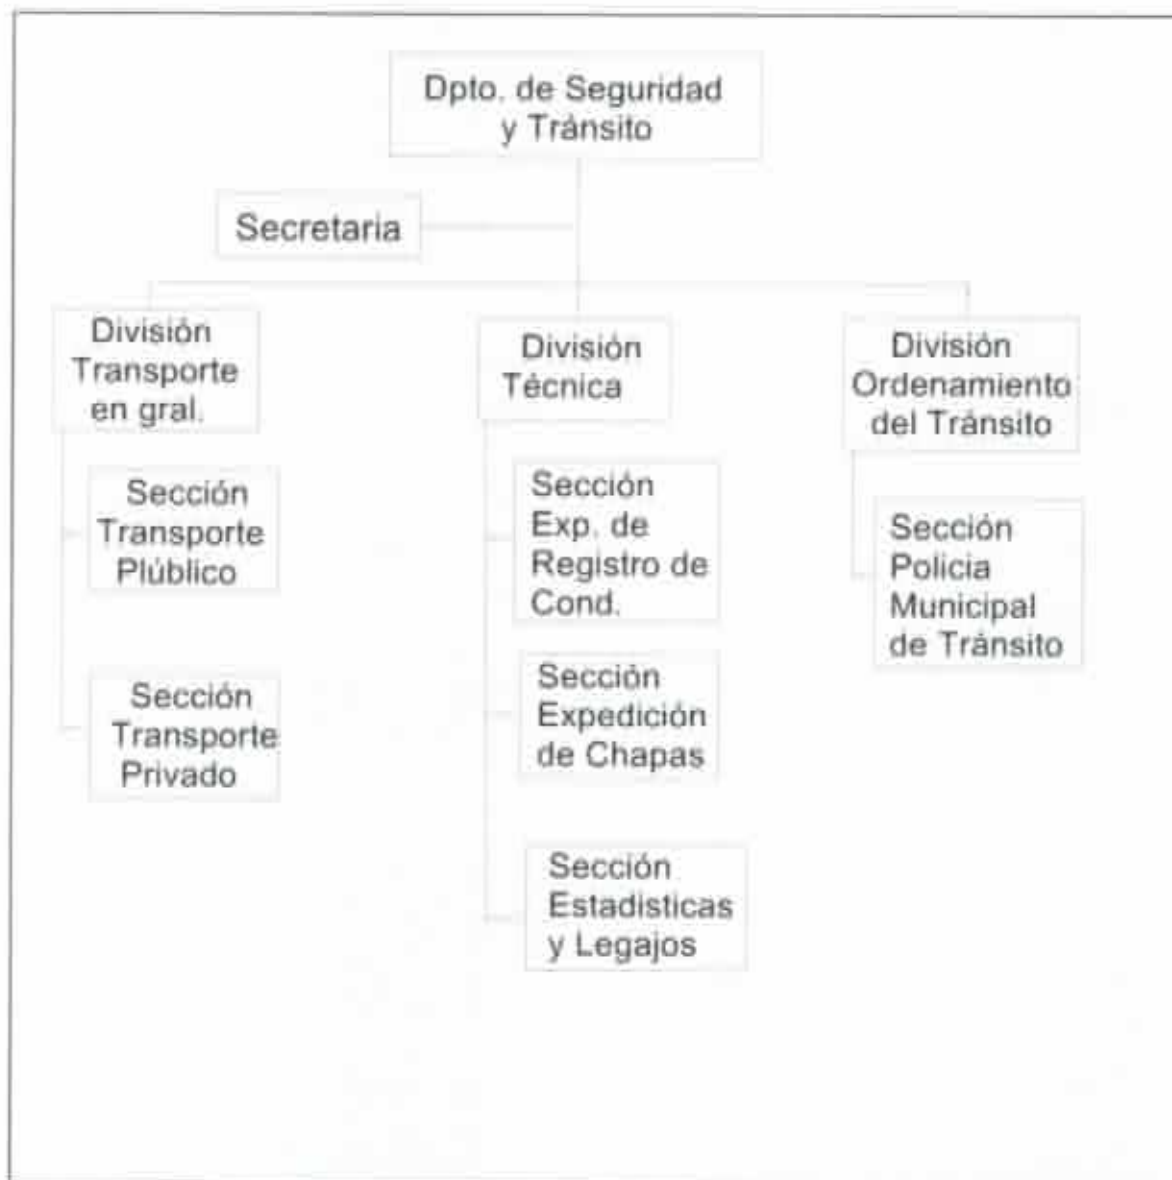 Dpto. de Seguridad
y Tránsito
Secretaria
División
Transporte
en gral.
Sección
Transporte
Plúblico
Sección
Transporte
Privado
División
Técnica
Sección
Exp. de
Registro de
Cond.
Sección
Expedición
de Chapas
Sección
Estadisticas
y Legajos
División
Ordenamiento
del Tránsito
Sección
Policia
Municipal
de Tránsito